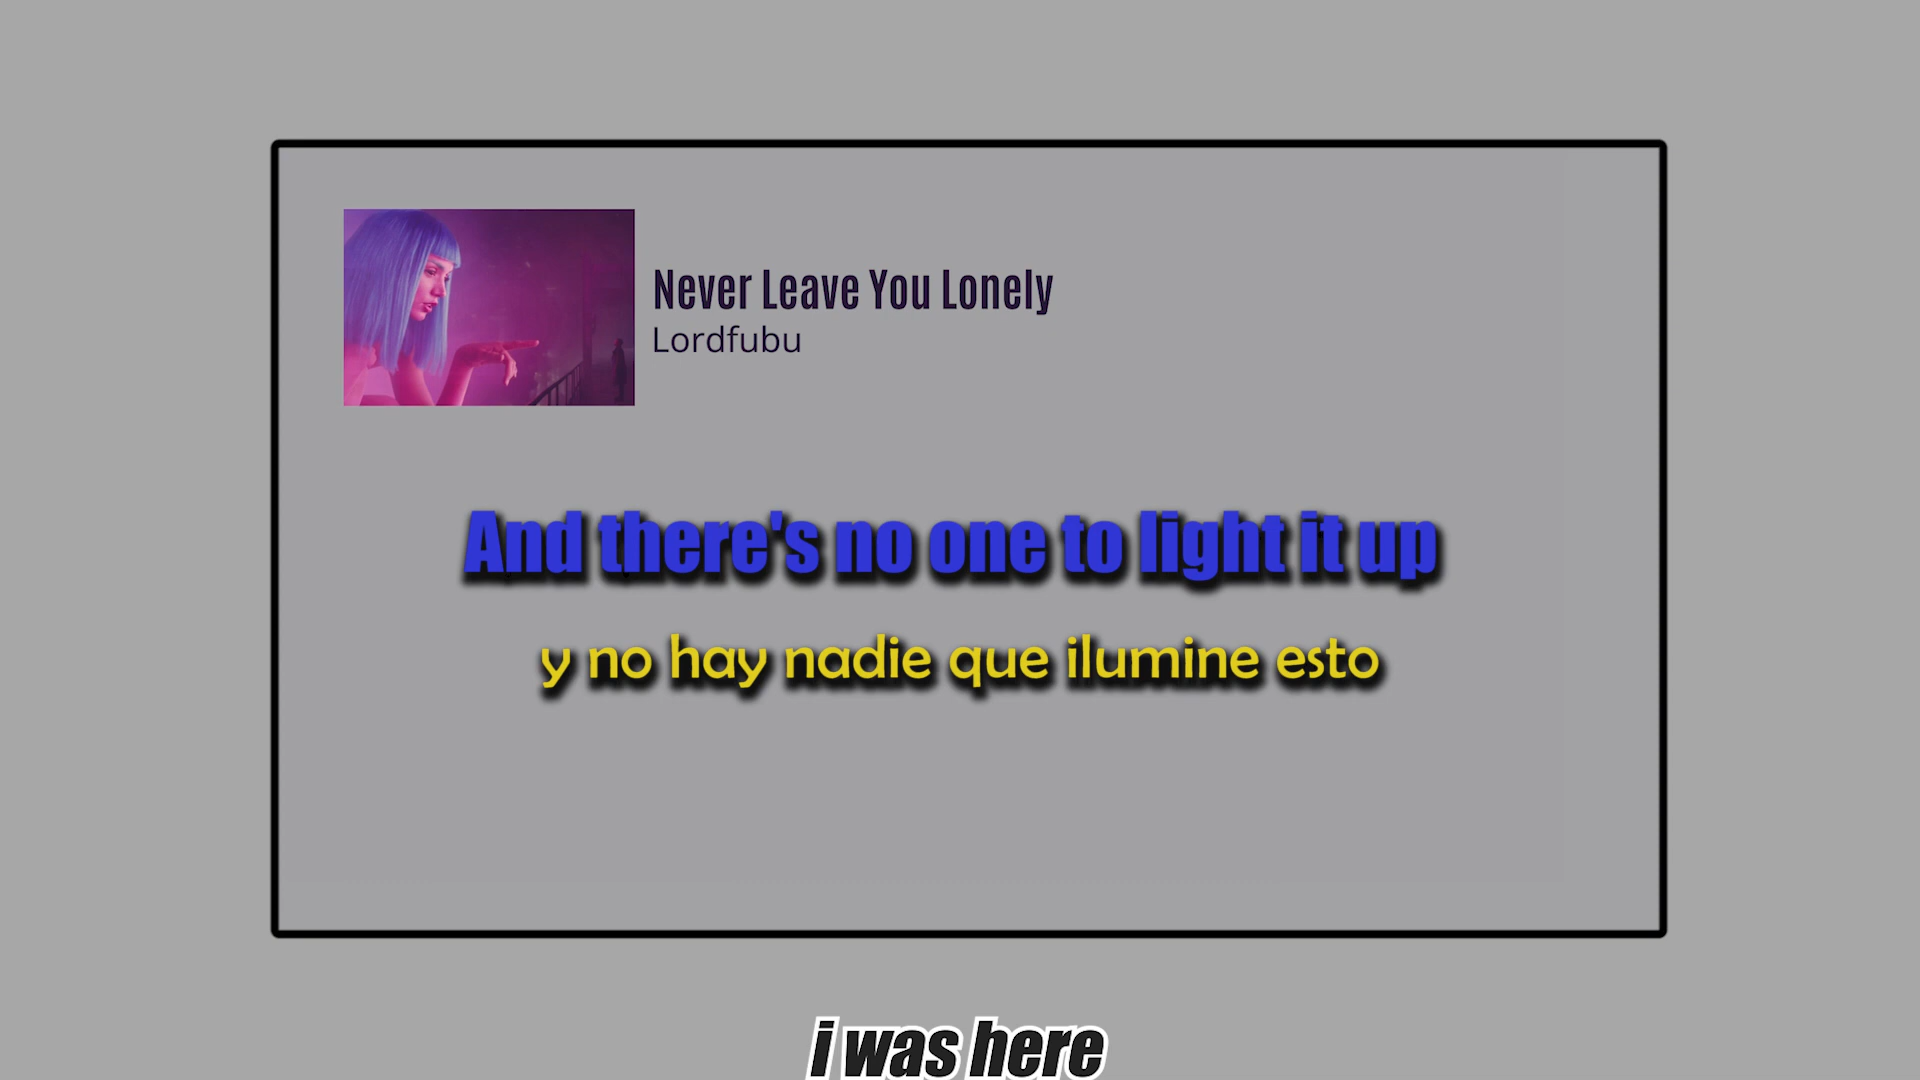 Never Leave You Lonely
Lordfubu
And there's no one to light it up
y no hay nadie que ilumine esto
i was here